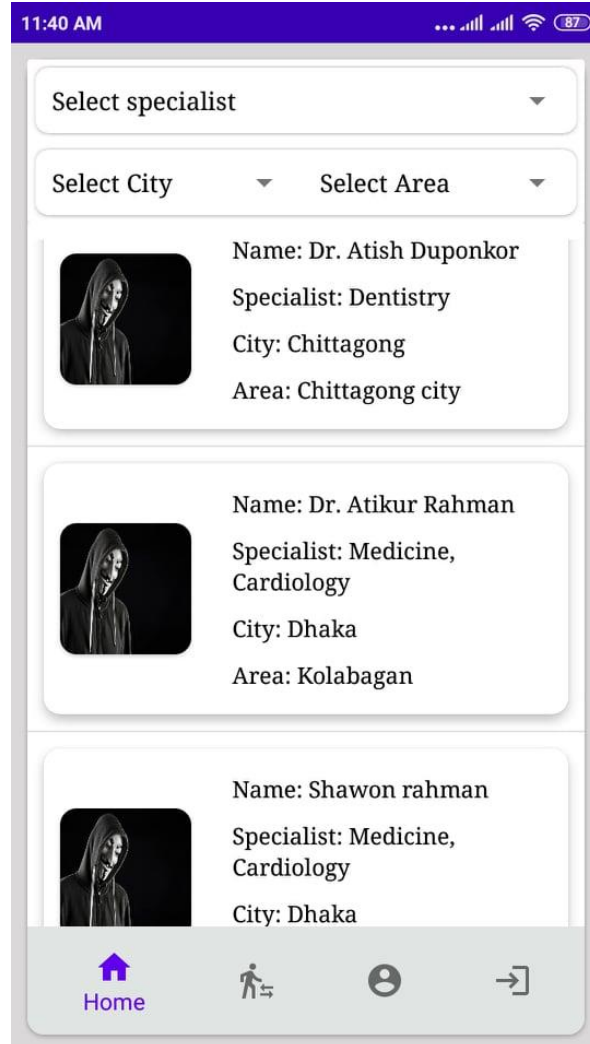 11:40 AM
87
Select specialist
Select City
Select Area
Name: Dr. Atish Duponkor
Specialist: Dentistry
City: Chittagong
Area: Chittagong city
Name: Dr. Atikur Rahman
Specialist: Medicine,
Cardiology
City: Dhaka
Area: Kolabagan
Name: Shawon rahman
Specialist: Medicine,
Cardiology
City: Dhaka
Home